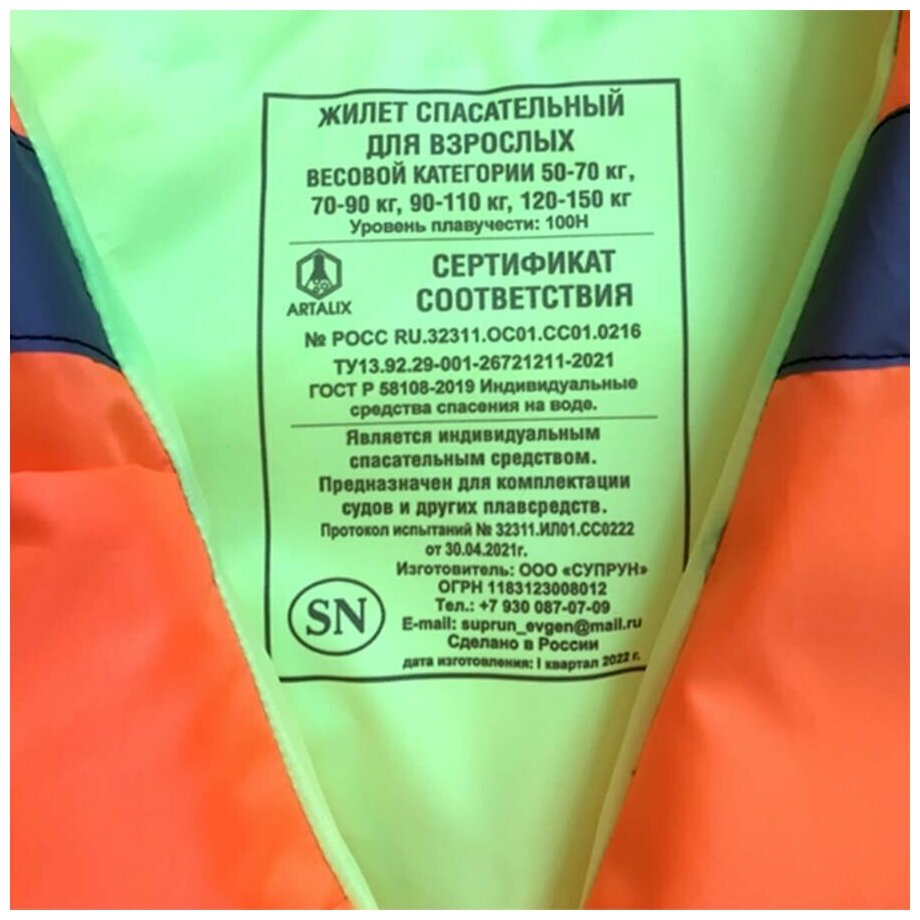 ЖИЛЕТ СПАСАТЕЛЬНЫЙ
ДЛЯ ВЗРОСЛЫХ
ВЕСОВОЙ КАТЕГОРИИ 50-70 кг,
70-90 кг, 90-110 кг, 120-150 кг
Уровень плавучести: 100Н
ARTALIX
СЕРТИФИКАТ
СООТВЕТСТВИЯ
№ РОСС RU.32311.ОС01.СС01.0216
ТУ13.92.29-001-26721211-2021
ГОСТ Р 58108-2019 Индивидуальные
средства спасения на воде.
Является индивидуальным
спасательным средством.
Предназначен для комплектации
судов и других плавсредств.
Протокол испытаний № 32311.ИЛ01.СС0222
от 30.04.2021г.
Изготовитель: ООО «СУПРУН»
ОГРН 1183123008012
Тел.: +7 930 087-07-09
E-mail: suprun_evgen@mail.ru
Сделано в России
дата изготовления: I квартал 2022 г.
SN